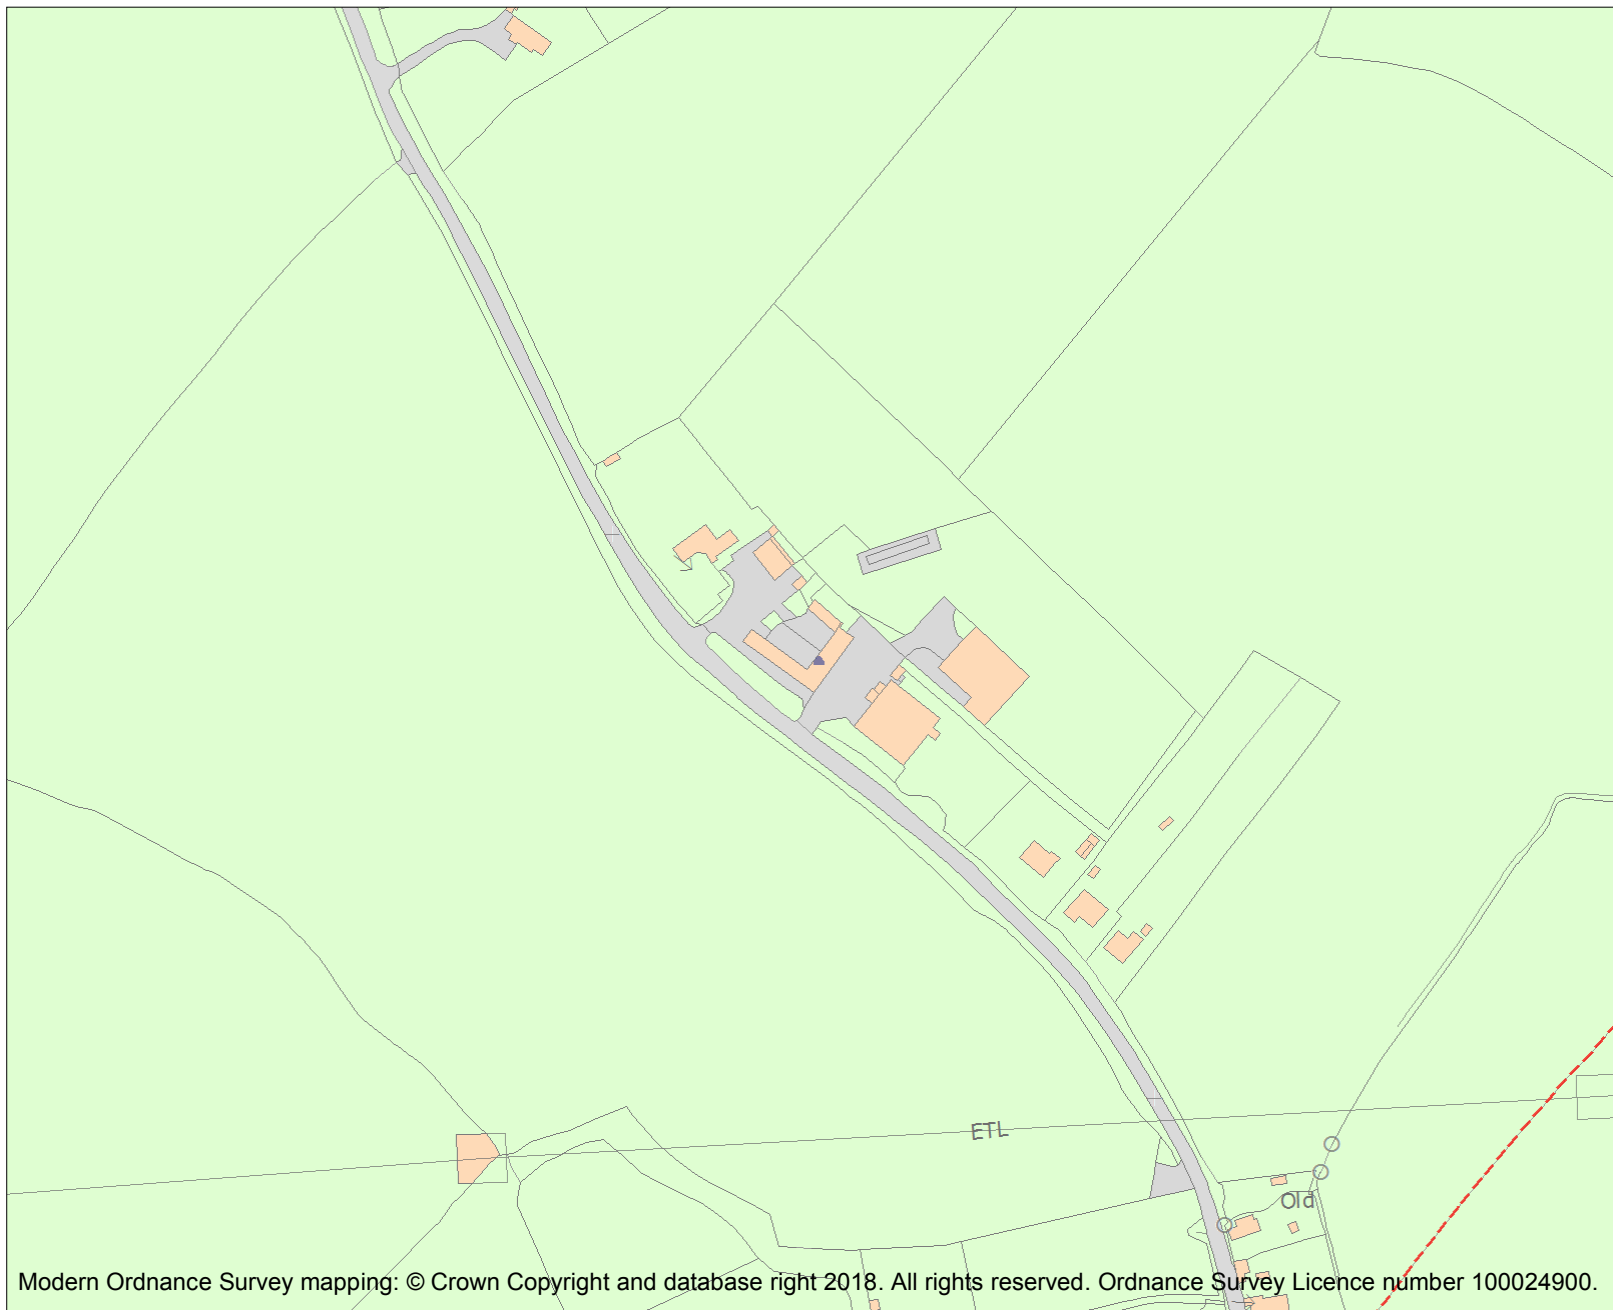 ETL
Old
Modern Ordnance Survey mapping: © Crown Copyright and database right 2018. All rights reserved. Ordnance Survey Licence number 100024900.